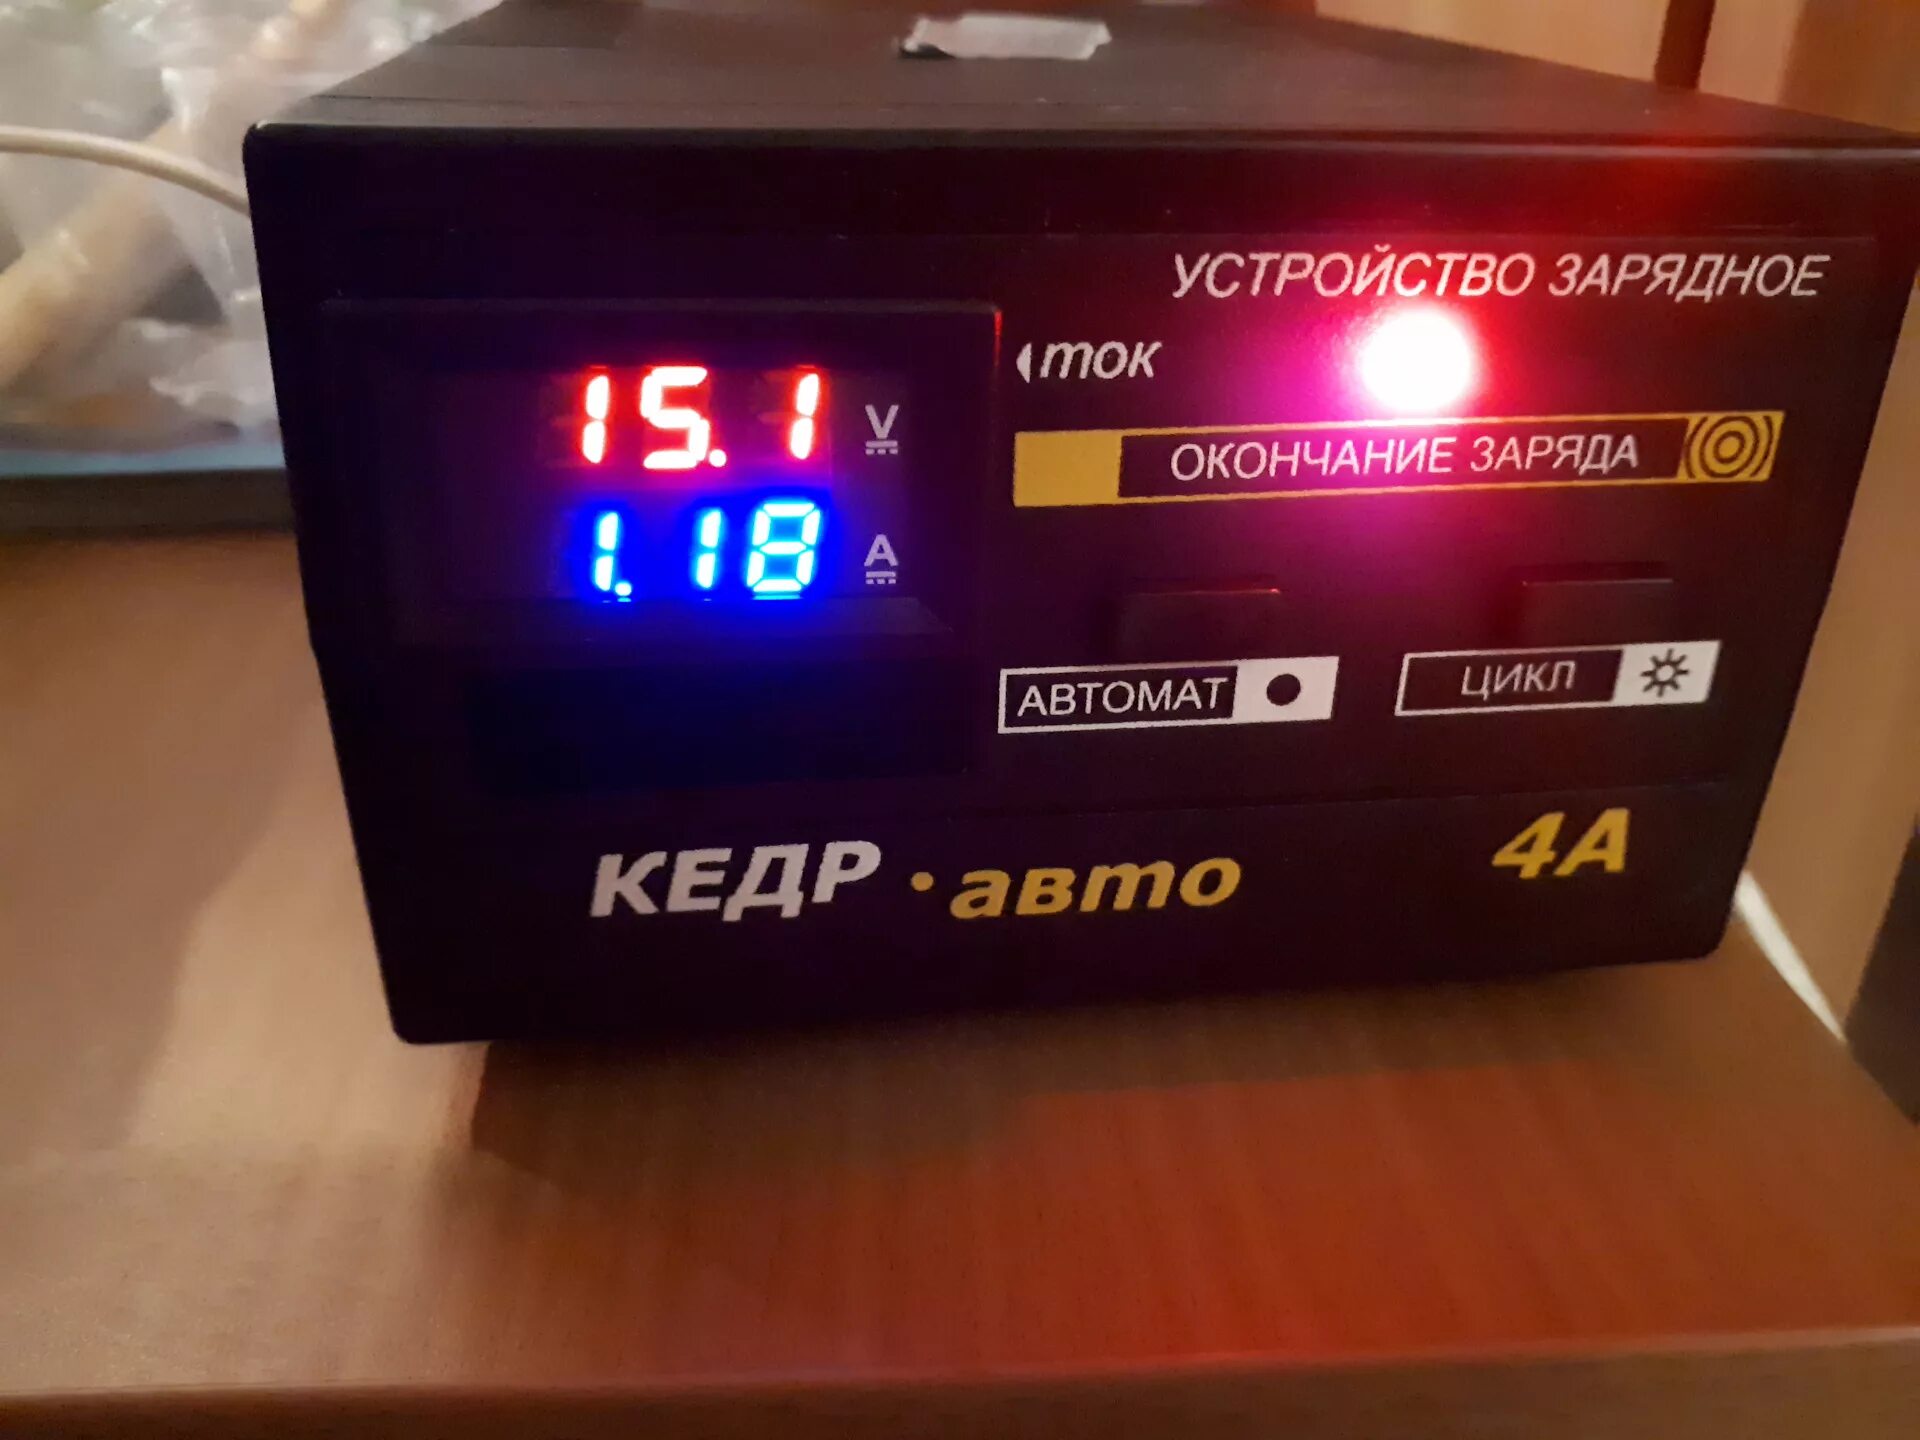 УСТРОЙСТВО ЗАРЯДНОЕ
ток
15.1 V
ОКОНЧАНИЕ ЗАРЯДА
1.18 A
АВТОМАТ
ЦИКЛ
КЕДР • авто 4А